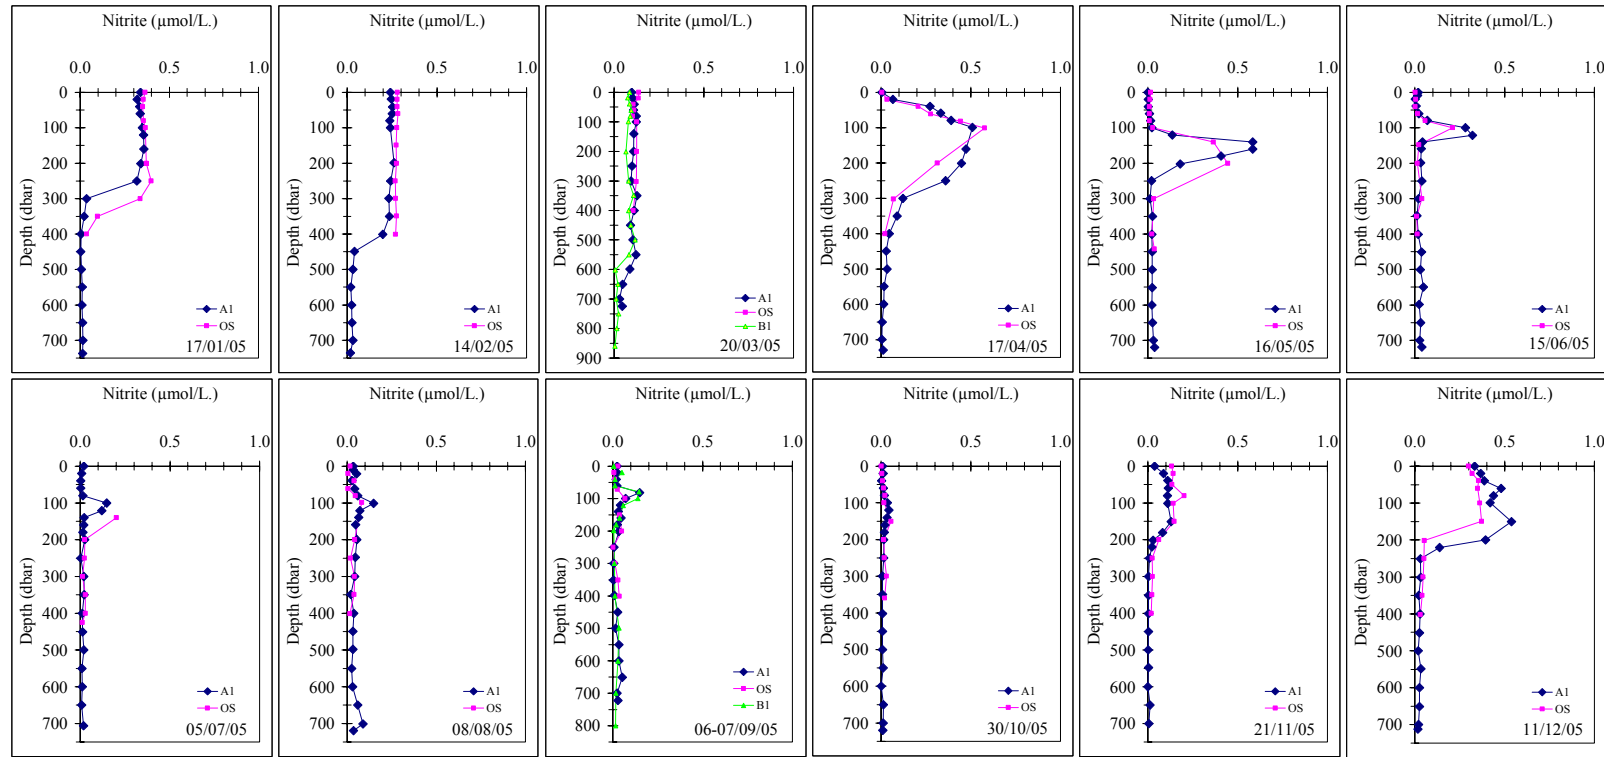 Nitrite (µmol/L.)
0.0 0.5 1.0
0
100
200
300
400
500
600
700
Depth (dbar)
A1
OS
17/01/05
Nitrite (µmol/L.)
0.0 0.5 1.0
0
100
200
300
400
500
600
700
Depth (dbar)
A1
OS
14/02/05
Nitrite (µmol/L.)
0.0 0.5 1.0
0
100
200
300
400
500
600
700
800
900
Depth (dbar)
A1
OS
B1
20/03/05
Nitrite (µmol/L.)
0.0 0.5 1.0
0
100
200
300
400
500
600
700
Depth (dbar)
A1
OS
17/04/05
Nitrite (µmol/L.)
0.0 0.5 1.0
0
100
200
300
400
500
600
700
Depth (dbar)
A1
OS
16/05/05
Nitrite (µmol/L.)
0.0 0.5 1.0
0
100
200
300
400
500
600
700
Depth (dbar)
A1
OS
15/06/05
Nitrite (µmol/L.)
0.0 0.5 1.0
0
100
200
300
400
500
600
700
Depth (dbar)
A1
OS
05/07/05
Nitrite (µmol/L.)
0.0 0.5 1.0
0
100
200
300
400
500
600
700
Depth (dbar)
A1
OS
08/08/05
Nitrite (µmol/L.)
0.0 0.5 1.0
0
100
200
300
400
500
600
700
800
Depth (dbar)
A1
OS
B1
06-07/09/05
Nitrite (µmol/L.)
0.0 0.5 1.0
0
100
200
300
400
500
600
700
Depth (dbar)
A1
OS
30/10/05
Nitrite (µmol/L.)
0.0 0.5 1.0
0
100
200
300
400
500
600
700
Depth (dbar)
A1
OS
21/11/05
Nitrite (µmol/L.)
0.0 0.5 1.0
0
100
200
300
400
500
600
700
Depth (dbar)
A1
OS
11/12/05